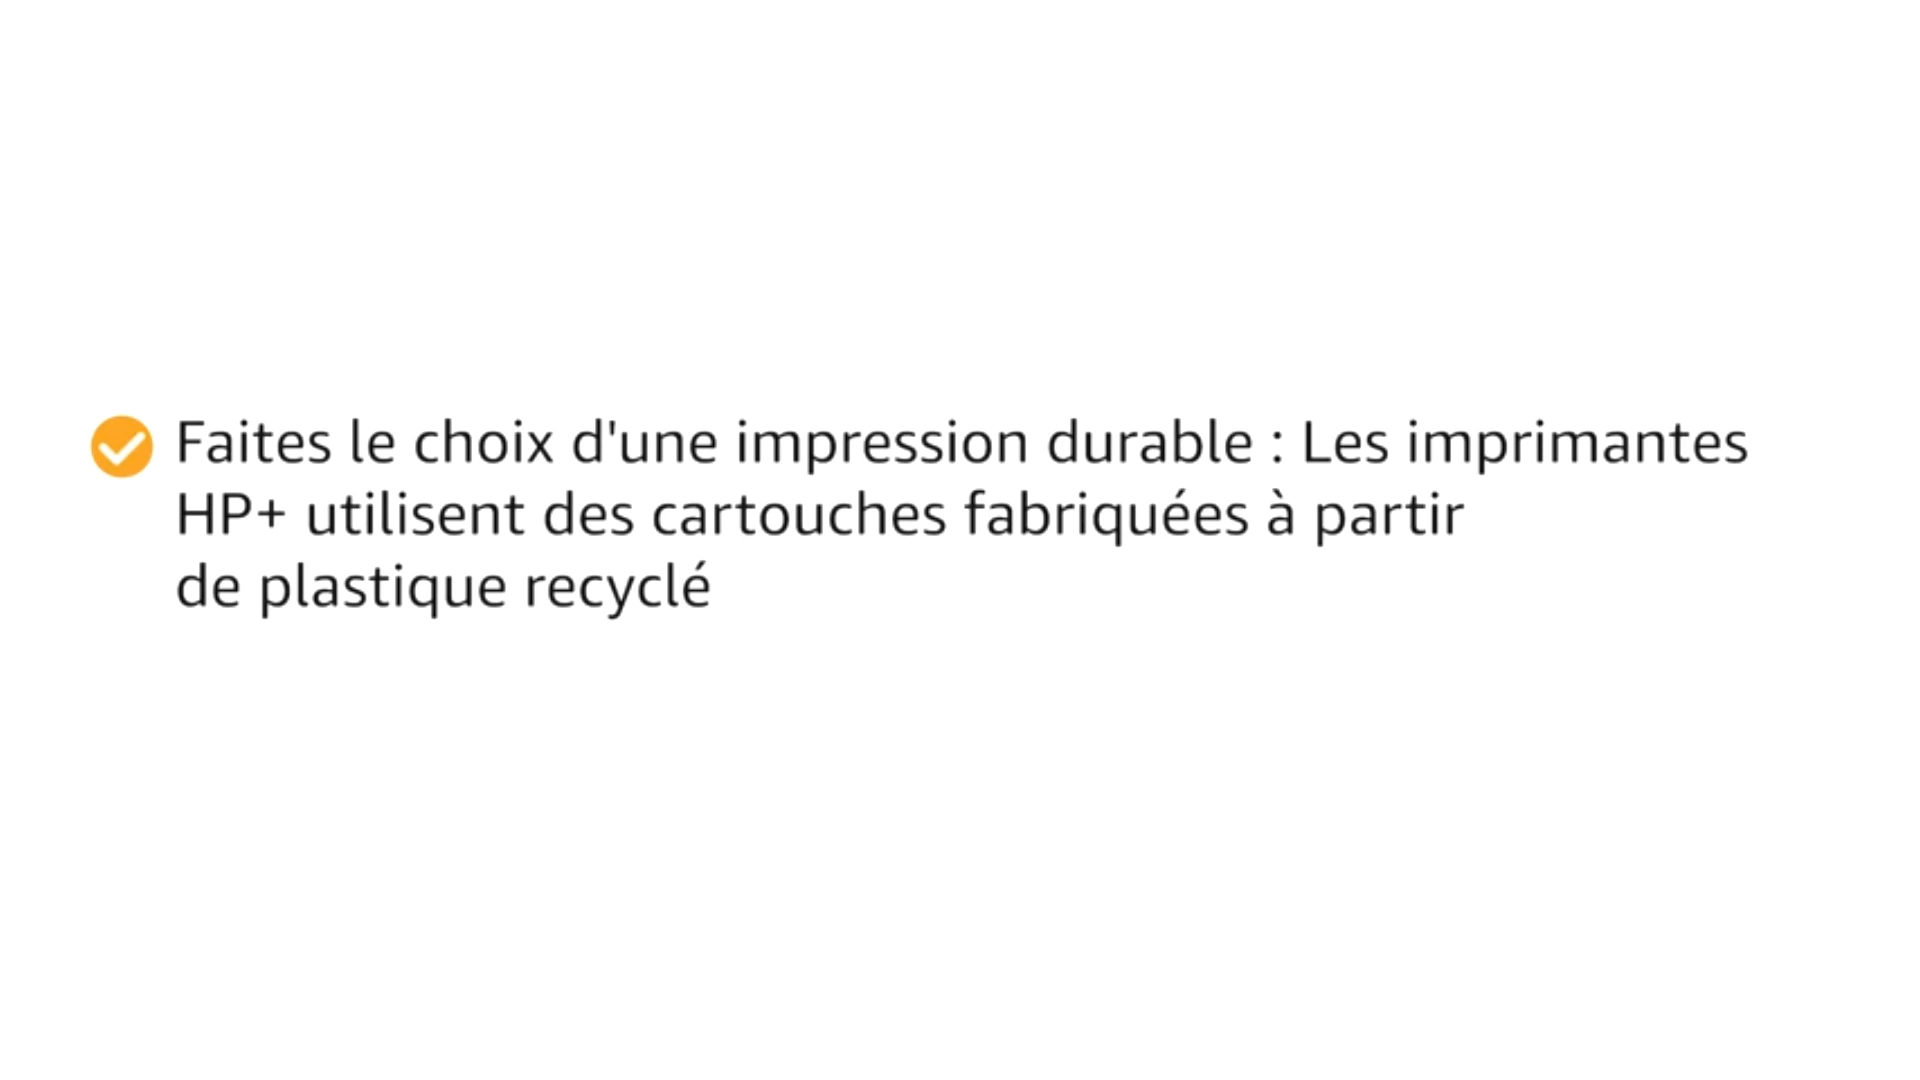 Faites le choix d'une impression durable : Les imprimantes
HP+ utilisent des cartouches fabriquées à partir
de plastique recyclé